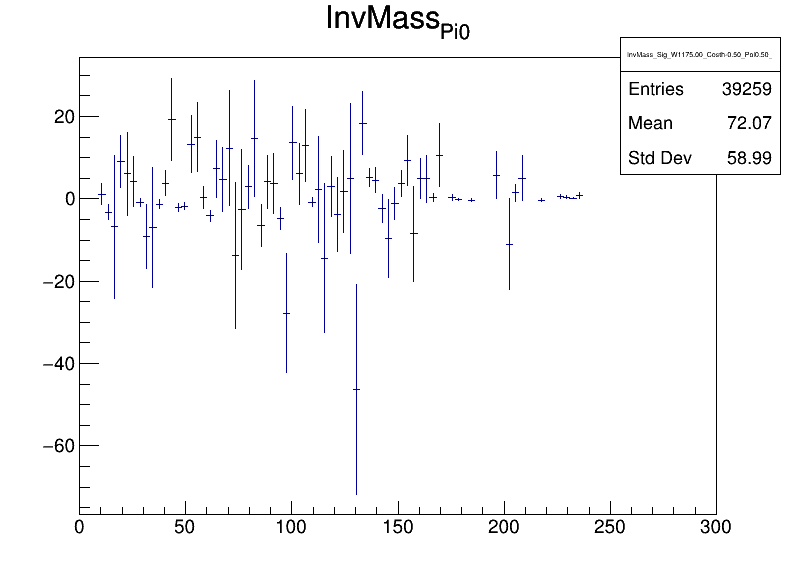 InvMass_Pi0
InvMass_Sig_W1175.00_Costh-0.50_Pol0.50_
Entries 39259
Mean 72.07
Std Dev 58.99
20
0
−20
−40
−60
0 50 100 150 200 250 300